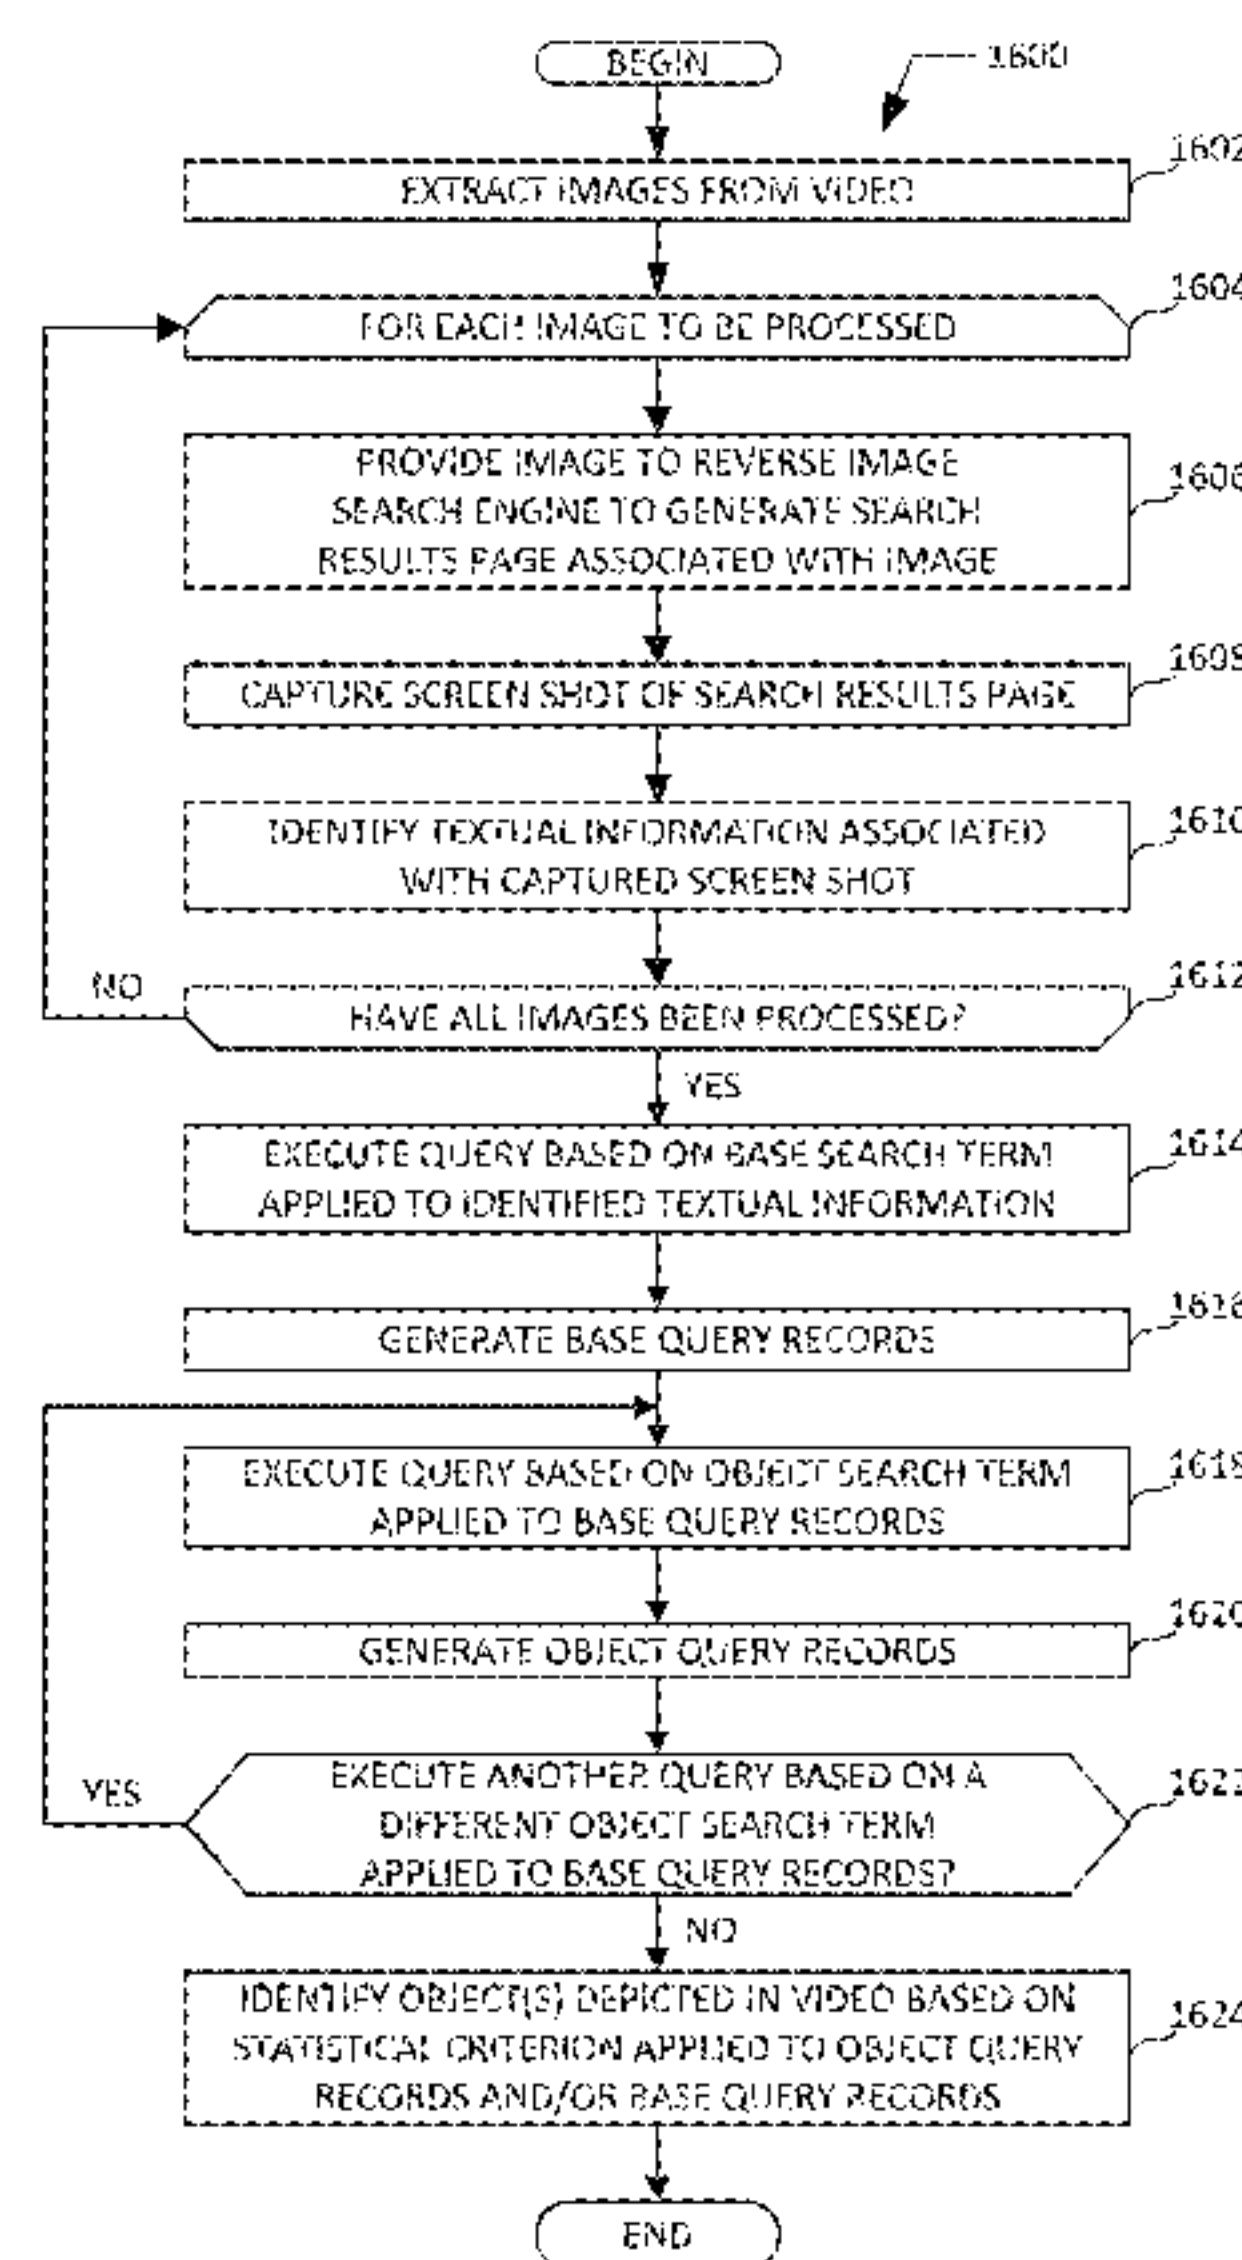 BEGIN
1600
EXTRACT IMAGES FROM VIDEO
1602
FOR EACH IMAGE TO BE PROCESSED
1604
PROVIDE IMAGE TO REVERSE IMAGE
SEARCH ENGINE TO GENERATE SEARCH
RESULTS PAGE ASSOCIATED WITH IMAGE
1606
CAPTURE SCREEN SHOT OF SEARCH RESULTS PAGE
1608
IDENTIFY TEXTUAL INFORMATION ASSOCIATED
WITH CAPTURED SCREEN SHOT
1610
NO
HAVE ALL IMAGES BEEN PROCESSED?
1612
YES
EXECUTE QUERY BASED ON BASE SEARCH TERM
APPLIED TO IDENTIFIED TEXTUAL INFORMATION
1614
GENERATE BASE QUERY RECORDS
1616
EXECUTE QUERY BASED ON OBJECT SEARCH TERM
APPLIED TO BASE QUERY RECORDS
1618
GENERATE OBJECT QUERY RECORDS
1620
YES
EXECUTE ANOTHER QUERY BASED ON A
DIFFERENT OBJECT SEARCH TERM
APPLIED TO BASE QUERY RECORDS?
1622
NO
IDENTIFY OBJECT(S) DEPICTED IN VIDEO BASED ON
STATISTICAL CRITERION APPLIED TO OBJECT QUERY
RECORDS AND/OR BASE QUERY RECORDS
1624
END